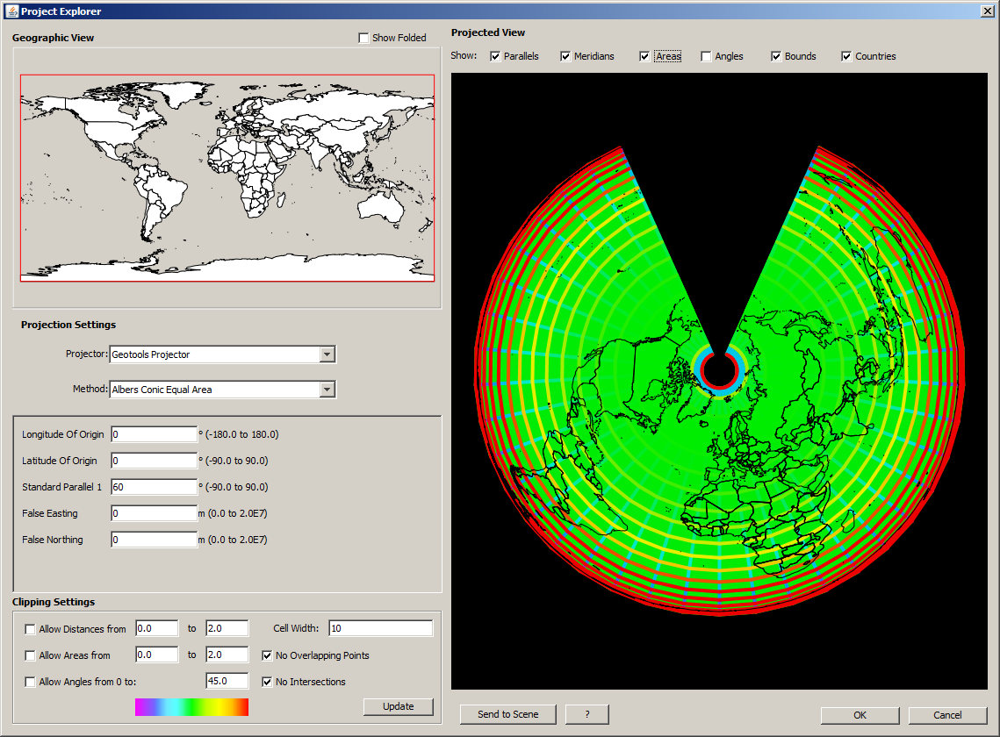 Project Explorer
Geographic View
Show Folded
Projection Settings
Projector: Geotools Projector
Method: Albers Conic Equal Area
Longitude Of Origin 0 ° (-180.0 to 180.0)
Latitude Of Origin 0 ° (-90.0 to 90.0)
Standard Parallel 1 60 ° (-90.0 to 90.0)
False Easting 0 m (0.0 to 2.0E7)
False Northing 0 m (0.0 to 2.0E7)
Clipping Settings
Allow Distances from 0.0 to 2.0 Cell Width: 10
Allow Areas from 0.0 to 2.0 No Overlapping Points
Allow Angles from 0 to: 45.0 No Intersections
Update
Projected View
Show: Parallels Meridians Areas Angles Bounds Countries
Send to Scene ? OK Cancel